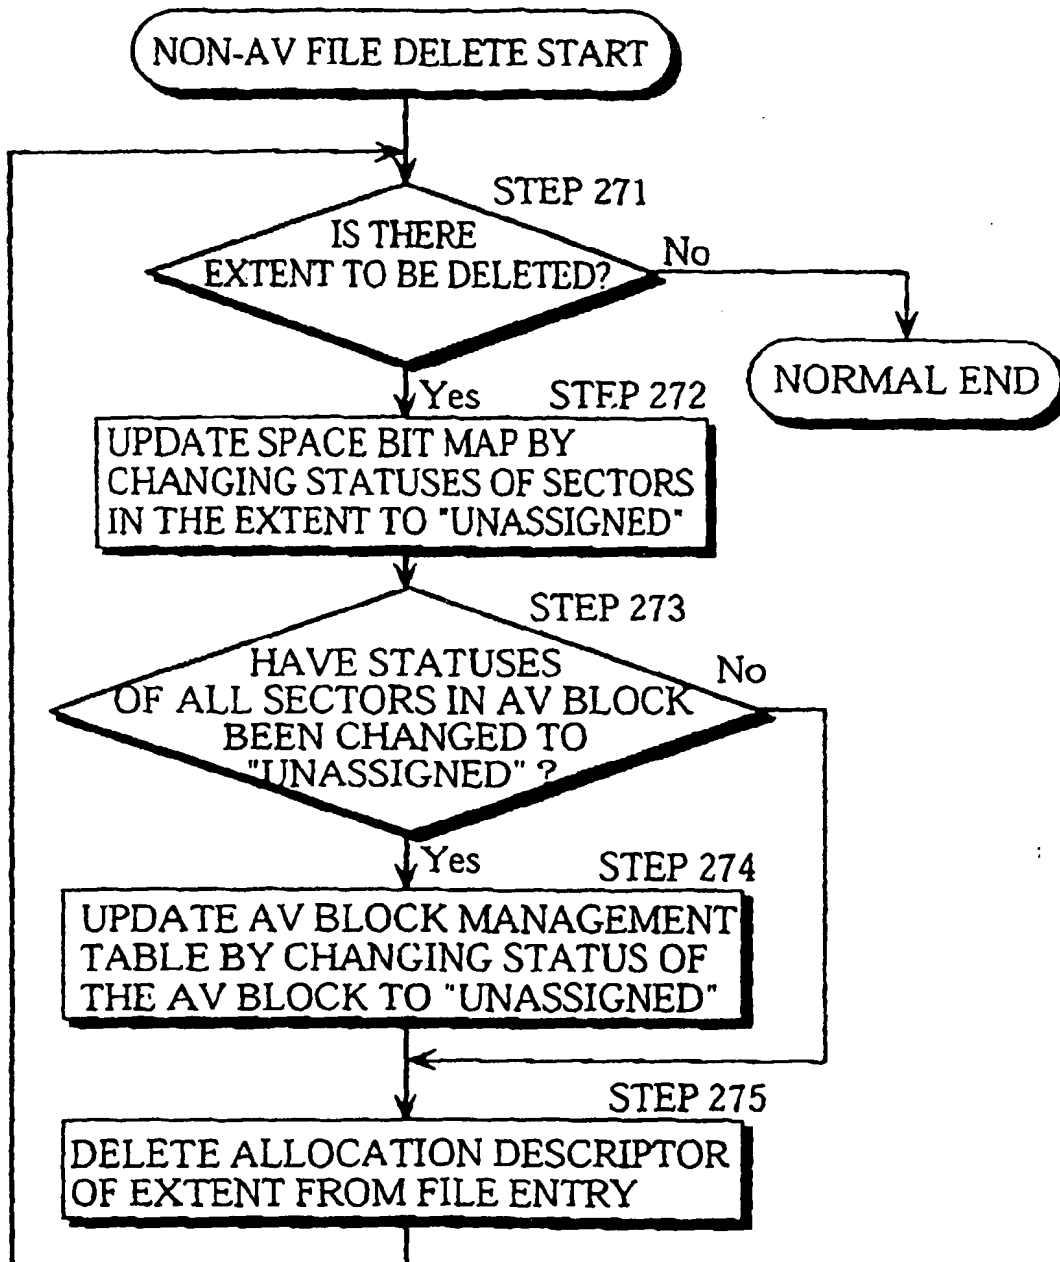 NON-AV FILE DELETE START
STEP 271
IS THERE
EXTENT TO BE DELETED?
No
NORMAL END
Yes
STEP 272
UPDATE SPACE BIT MAP BY
CHANGING STATUSES OF SECTORS
IN THE EXTENT TO "UNASSIGNED"
STEP 273
HAVE STATUSES
OF ALL SECTORS IN AV BLOCK
BEEN CHANGED TO
"UNASSIGNED" ?
No
Yes
STEP 274
UPDATE AV BLOCK MANAGEMENT
TABLE BY CHANGING STATUS OF
THE AV BLOCK TO "UNASSIGNED"
STEP 275
DELETE ALLOCATION DESCRIPTOR
OF EXTENT FROM FILE ENTRY